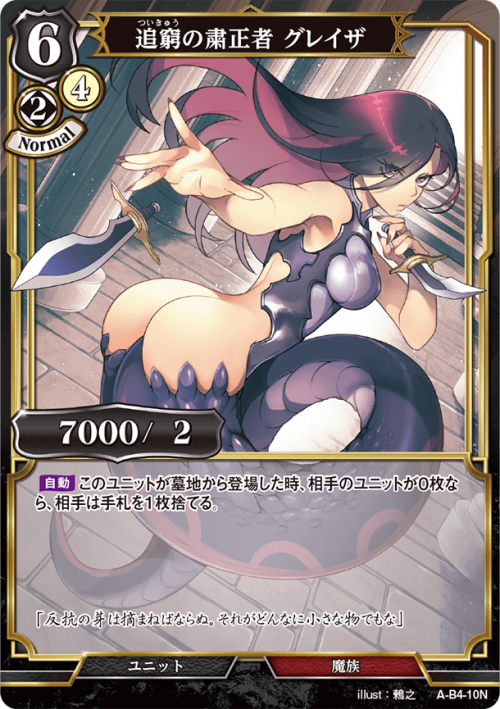 6
ついきゅう
追窮の粛正者 グレイザ
2
4
Normal
7000/ 2
自動 このユニットが墓地から登場した時、相手のユニットが0枚な
ら、相手は手札を1枚捨てる。
「反抗の芽は摘まねばならぬ。それがどんなに小さな物でもな」
ユニット
魔族
illust：鶇之 A-B4-10N